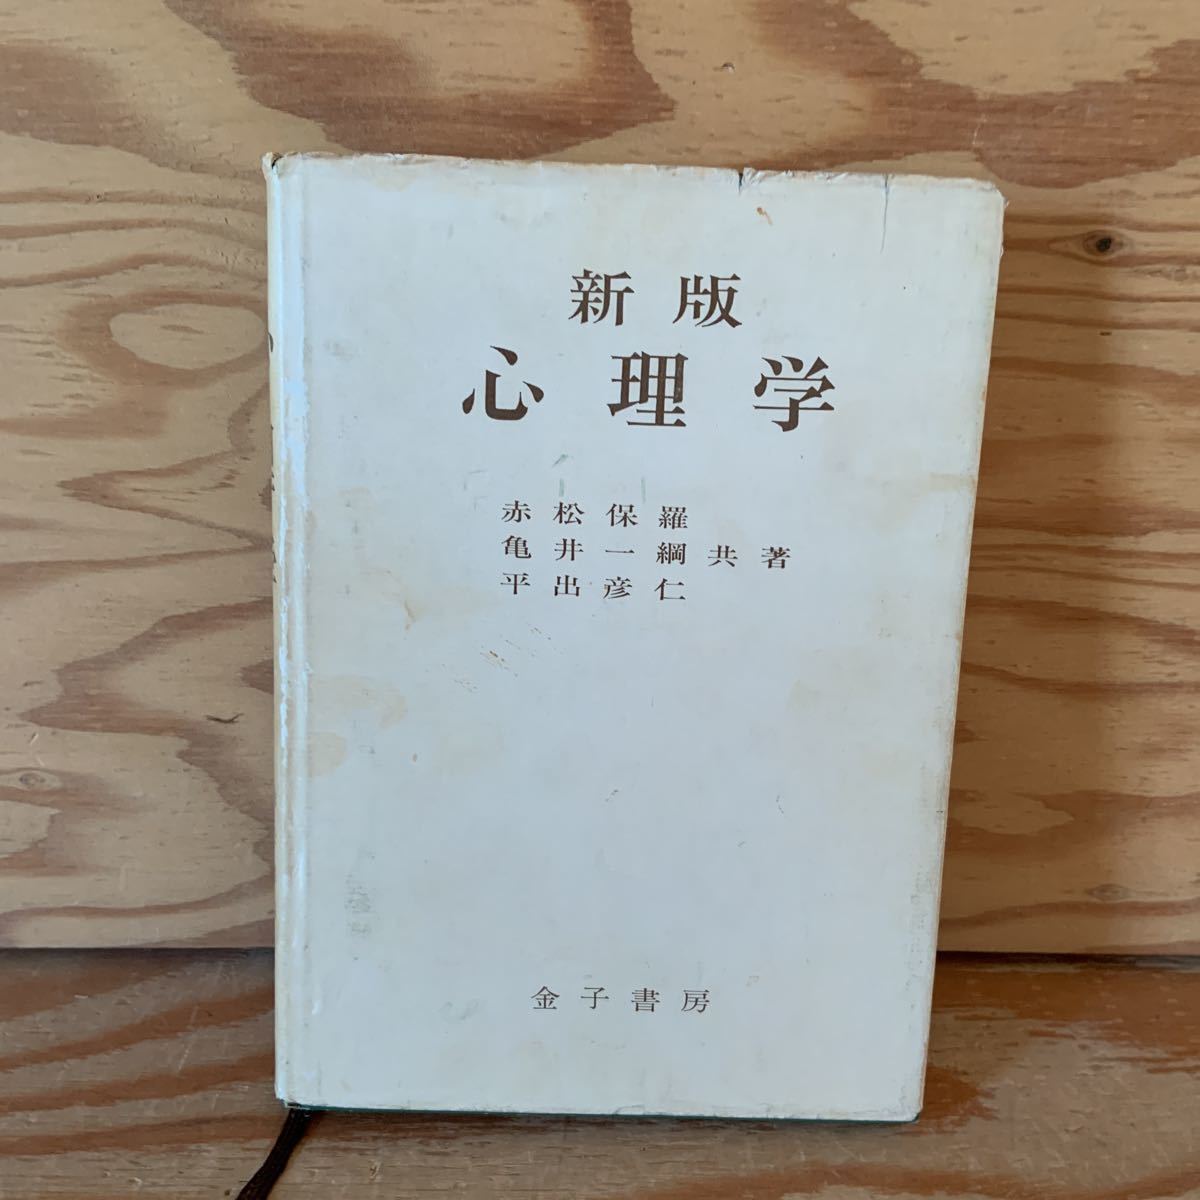 新版
心理学
赤松保羅
亀井一綱共著
平出彦仁
金子書房